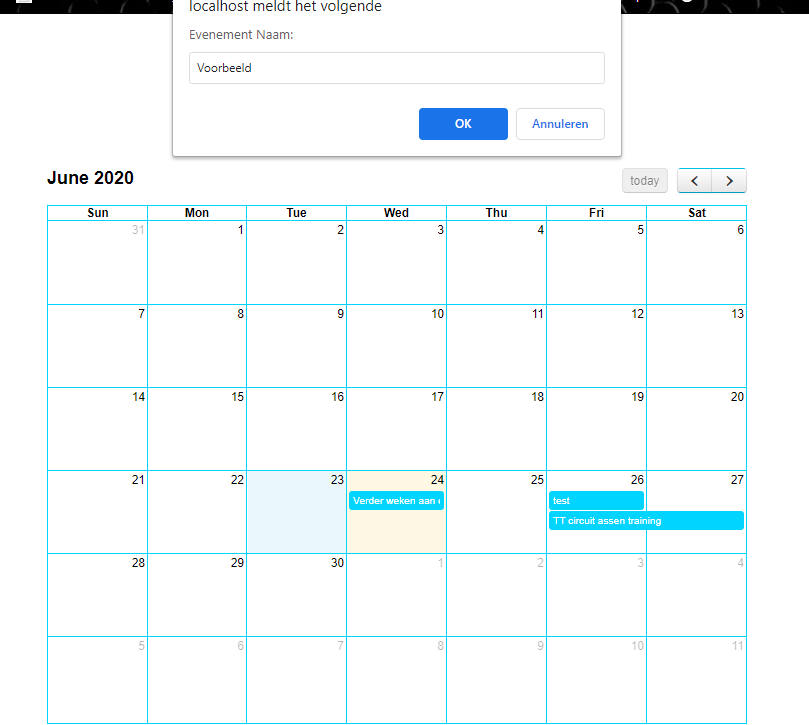 localhost meldt het volgende
Evenement Naam:
Voorbeeld
OK Annuleren
June 2020 today
Sun Mon Tue Wed Thu Fri Sat
31 1 2 3 4 5 6
7 8 9 10 11 12 13
14 15 16 17 18 19 20
21 22 23 24 25 26 27
Verder weken aan test
TT circuit assen training
28 29 30 1 2 3 4
5 6 7 8 9 10 11